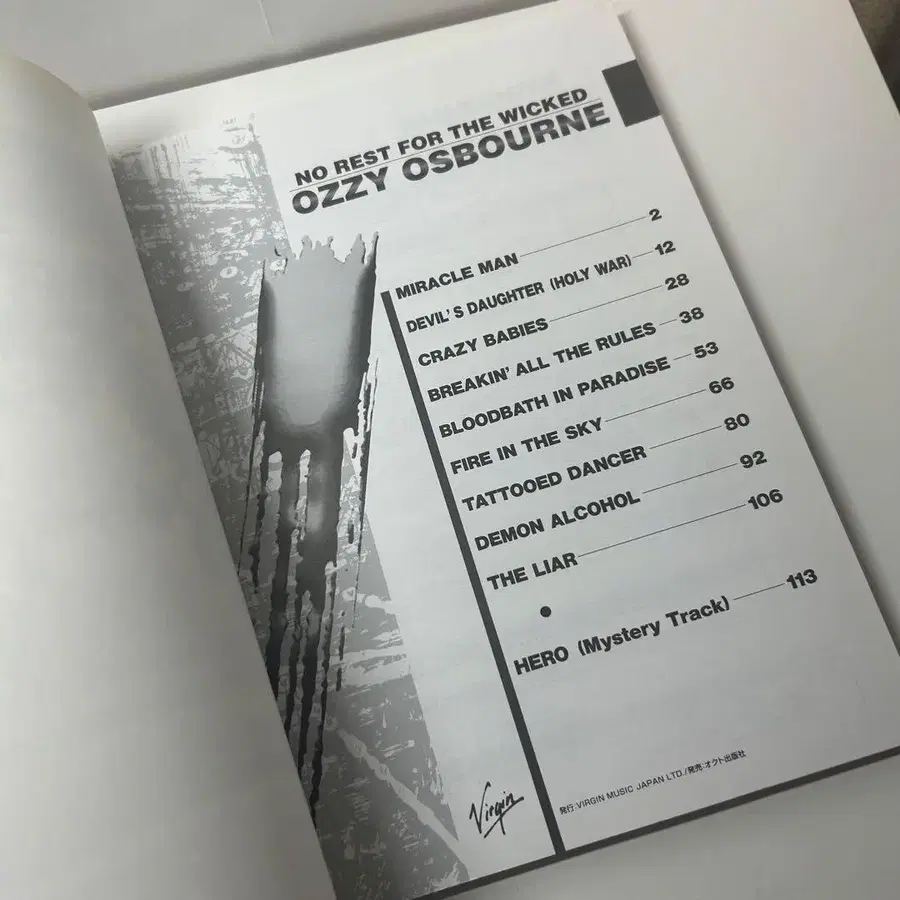 NO REST FOR THE WICKED
OZZY OSBOURNE
MIRACLE MAN 2
DEVIL'S DAUGHTER (HOLY WAR) 12
CRAZY BABIES 28
BREAKIN' ALL THE RULES 38
BLOODBATH IN PARADISE 53
FIRE IN THE SKY 66
TATTOOED DANCER 80
DEMON ALCOHOL 92
THE LIAR 106
●
HERO (Mystery Track) 113
Virgin
発行:VIRGIN MUSIC JAPAN LTD./発売:オクト出版社